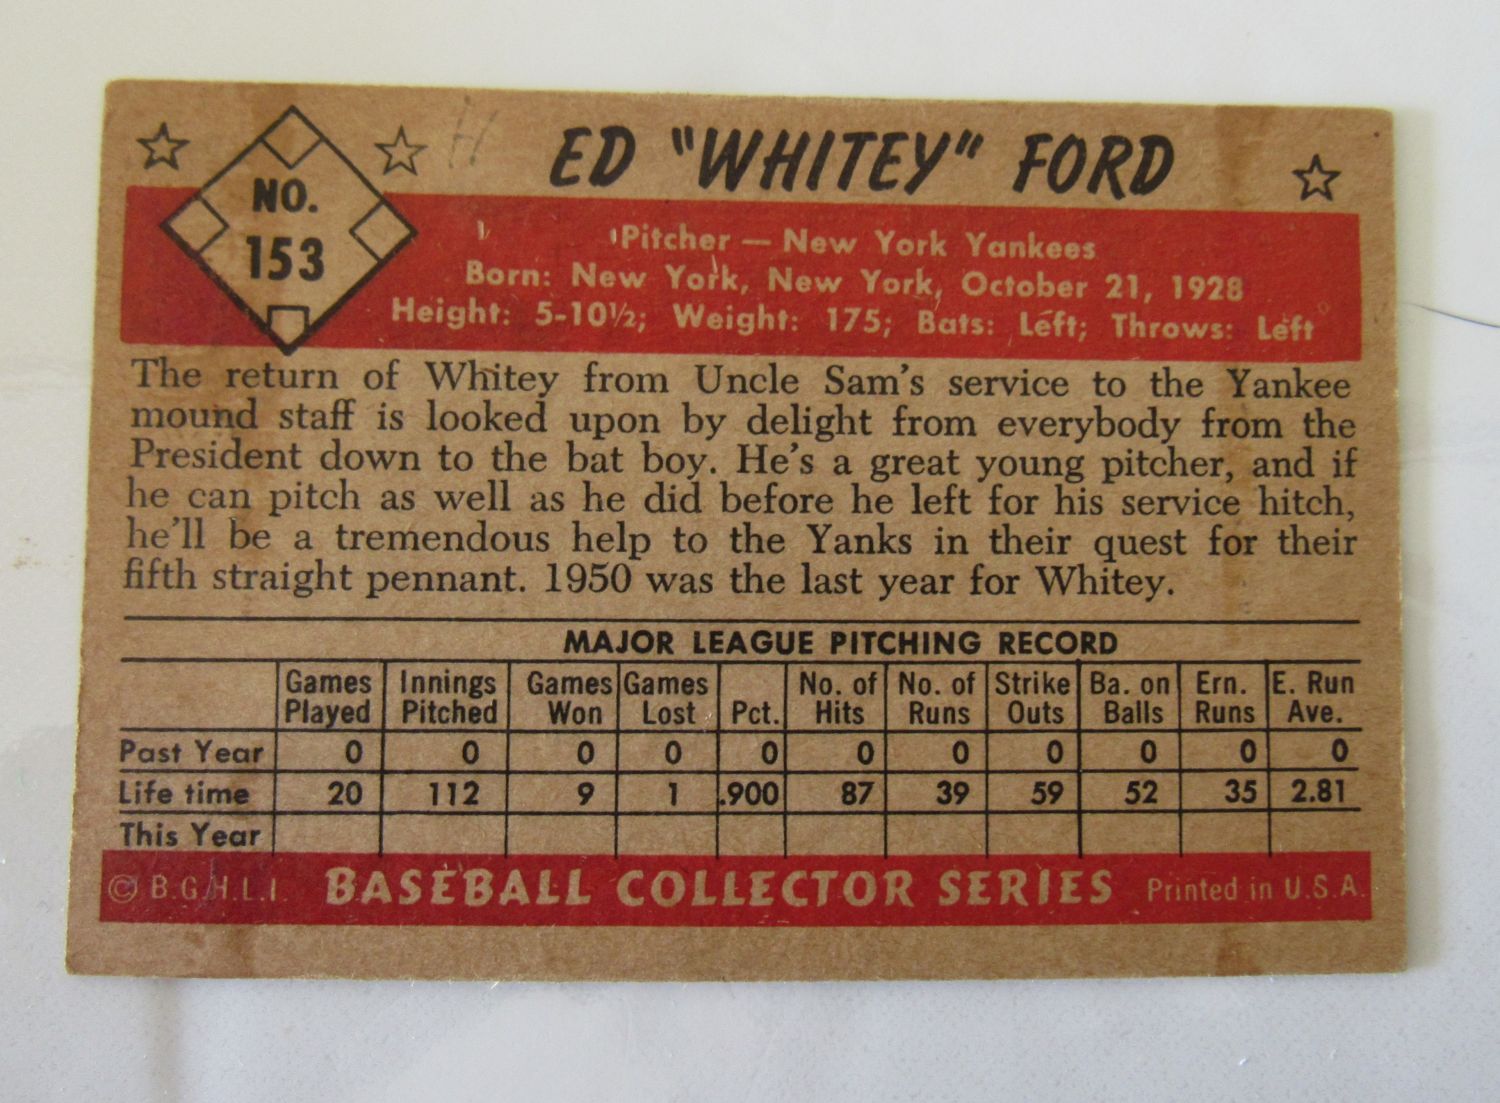 NO.
153
H
ED "WHITEY" FORD
Pitcher — New York Yankees
Born: New York, New York, October 21, 1928
Height: 5-10½; Weight: 175; Bats: Left; Throws: Left
The return of Whitey from Uncle Sam's service to the Yankee
mound staff is looked upon by delight from everybody from the
President down to the bat boy. He's a great young pitcher, and if
he can pitch as well as he did before he left for his service hitch,
he'll be a tremendous help to the Yanks in their quest for their
fifth straight pennant. 1950 was the last year for Whitey.
MAJOR LEAGUE PITCHING RECORD
Games Innings Games Games No. of No. of Strike Ba. on Ern. E. Run
Played Pitched Won Lost Pct. Hits Runs Outs Balls Runs Ave.
Past Year 0 0 0 0 0 0 0 0 0 0 0
Life time 20 112 9 1 .900 87 39 59 52 35 2.81
This Year
© B.G.H.L.I. BASEBALL COLLECTOR SERIES Printed in U.S.A.